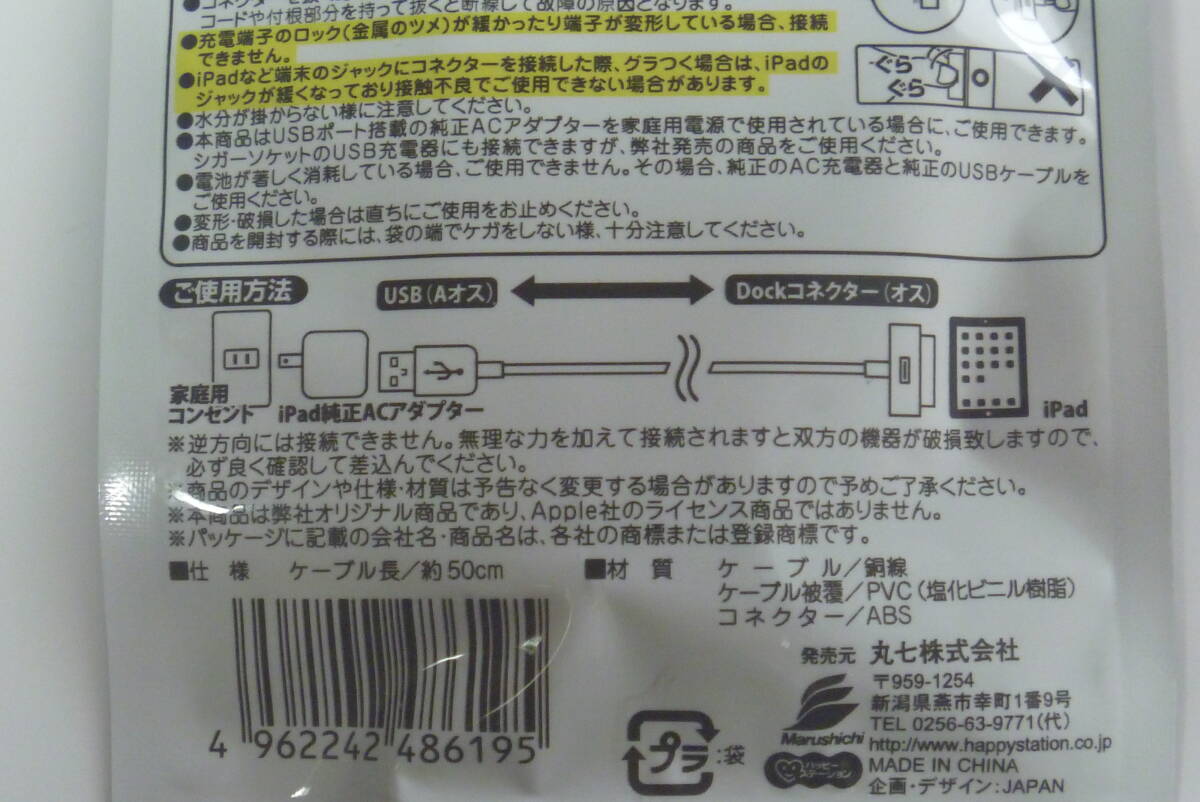 コードや付根部分を持って抜くと断線して故障の原因となります。
●充電端子のロック(金属のツメ)が緩かったり端子が変形している場合、接続
できません。
●iPadなど端末のジャックにコネクターを接続した際、グラつく場合は、iPadの
ジャックが緩くなっており接触不良でご使用できない場合があります。
ぐら
ぐら
●水分が掛からない様に注意してください。
●本商品はUSBポート搭載の純正ACアダプターを家庭用電源で使用されている場合に、ご使用できます。
シガーソケットのUSB充電器にも接続できますが、弊社発売の商品をご使用ください。
●電池が著しく消耗している場合、ご使用できません。その場合、純正のAC充電器と純正のUSBケーブルを
ご使用ください。
●変形・破損した場合は直ちにご使用をお止めください。
●商品を開封する際には、袋の端でケガをしない様、十分注意してください。
ご使用方法
USB(Aオス)
Dockコネクター(オス)
家庭用
コンセント
iPad純正ACアダプター
iPad
※逆方向には接続できません。無理な力を加えて接続されますと双方の機器が破損致しますので、
必ず良く確認して差込んでください。
※商品のデザインや仕様・材質は予告なく変更する場合がありますので予めご了承ください。
※本商品は弊社オリジナル商品であり、Apple社のライセンス商品ではありません。
※パッケージに記載の会社名・商品名は、各社の商標または登録商標です。
■仕 様 ケーブル長/約50cm
■材 質 ケーブル/銅線
ケーブル被覆/PVC(塩化ビニル樹脂)
コネクター/ABS
4 962242 486195
プラ
:袋
発売元 丸七株式会社
〒959-1254
新潟県燕市幸町1番9号
TEL 0256-63-9771(代)
http://www.happystation.co.jp
MADE IN CHINA
企画・デザイン:JAPAN
Marushichi
ハッピー
ステーション